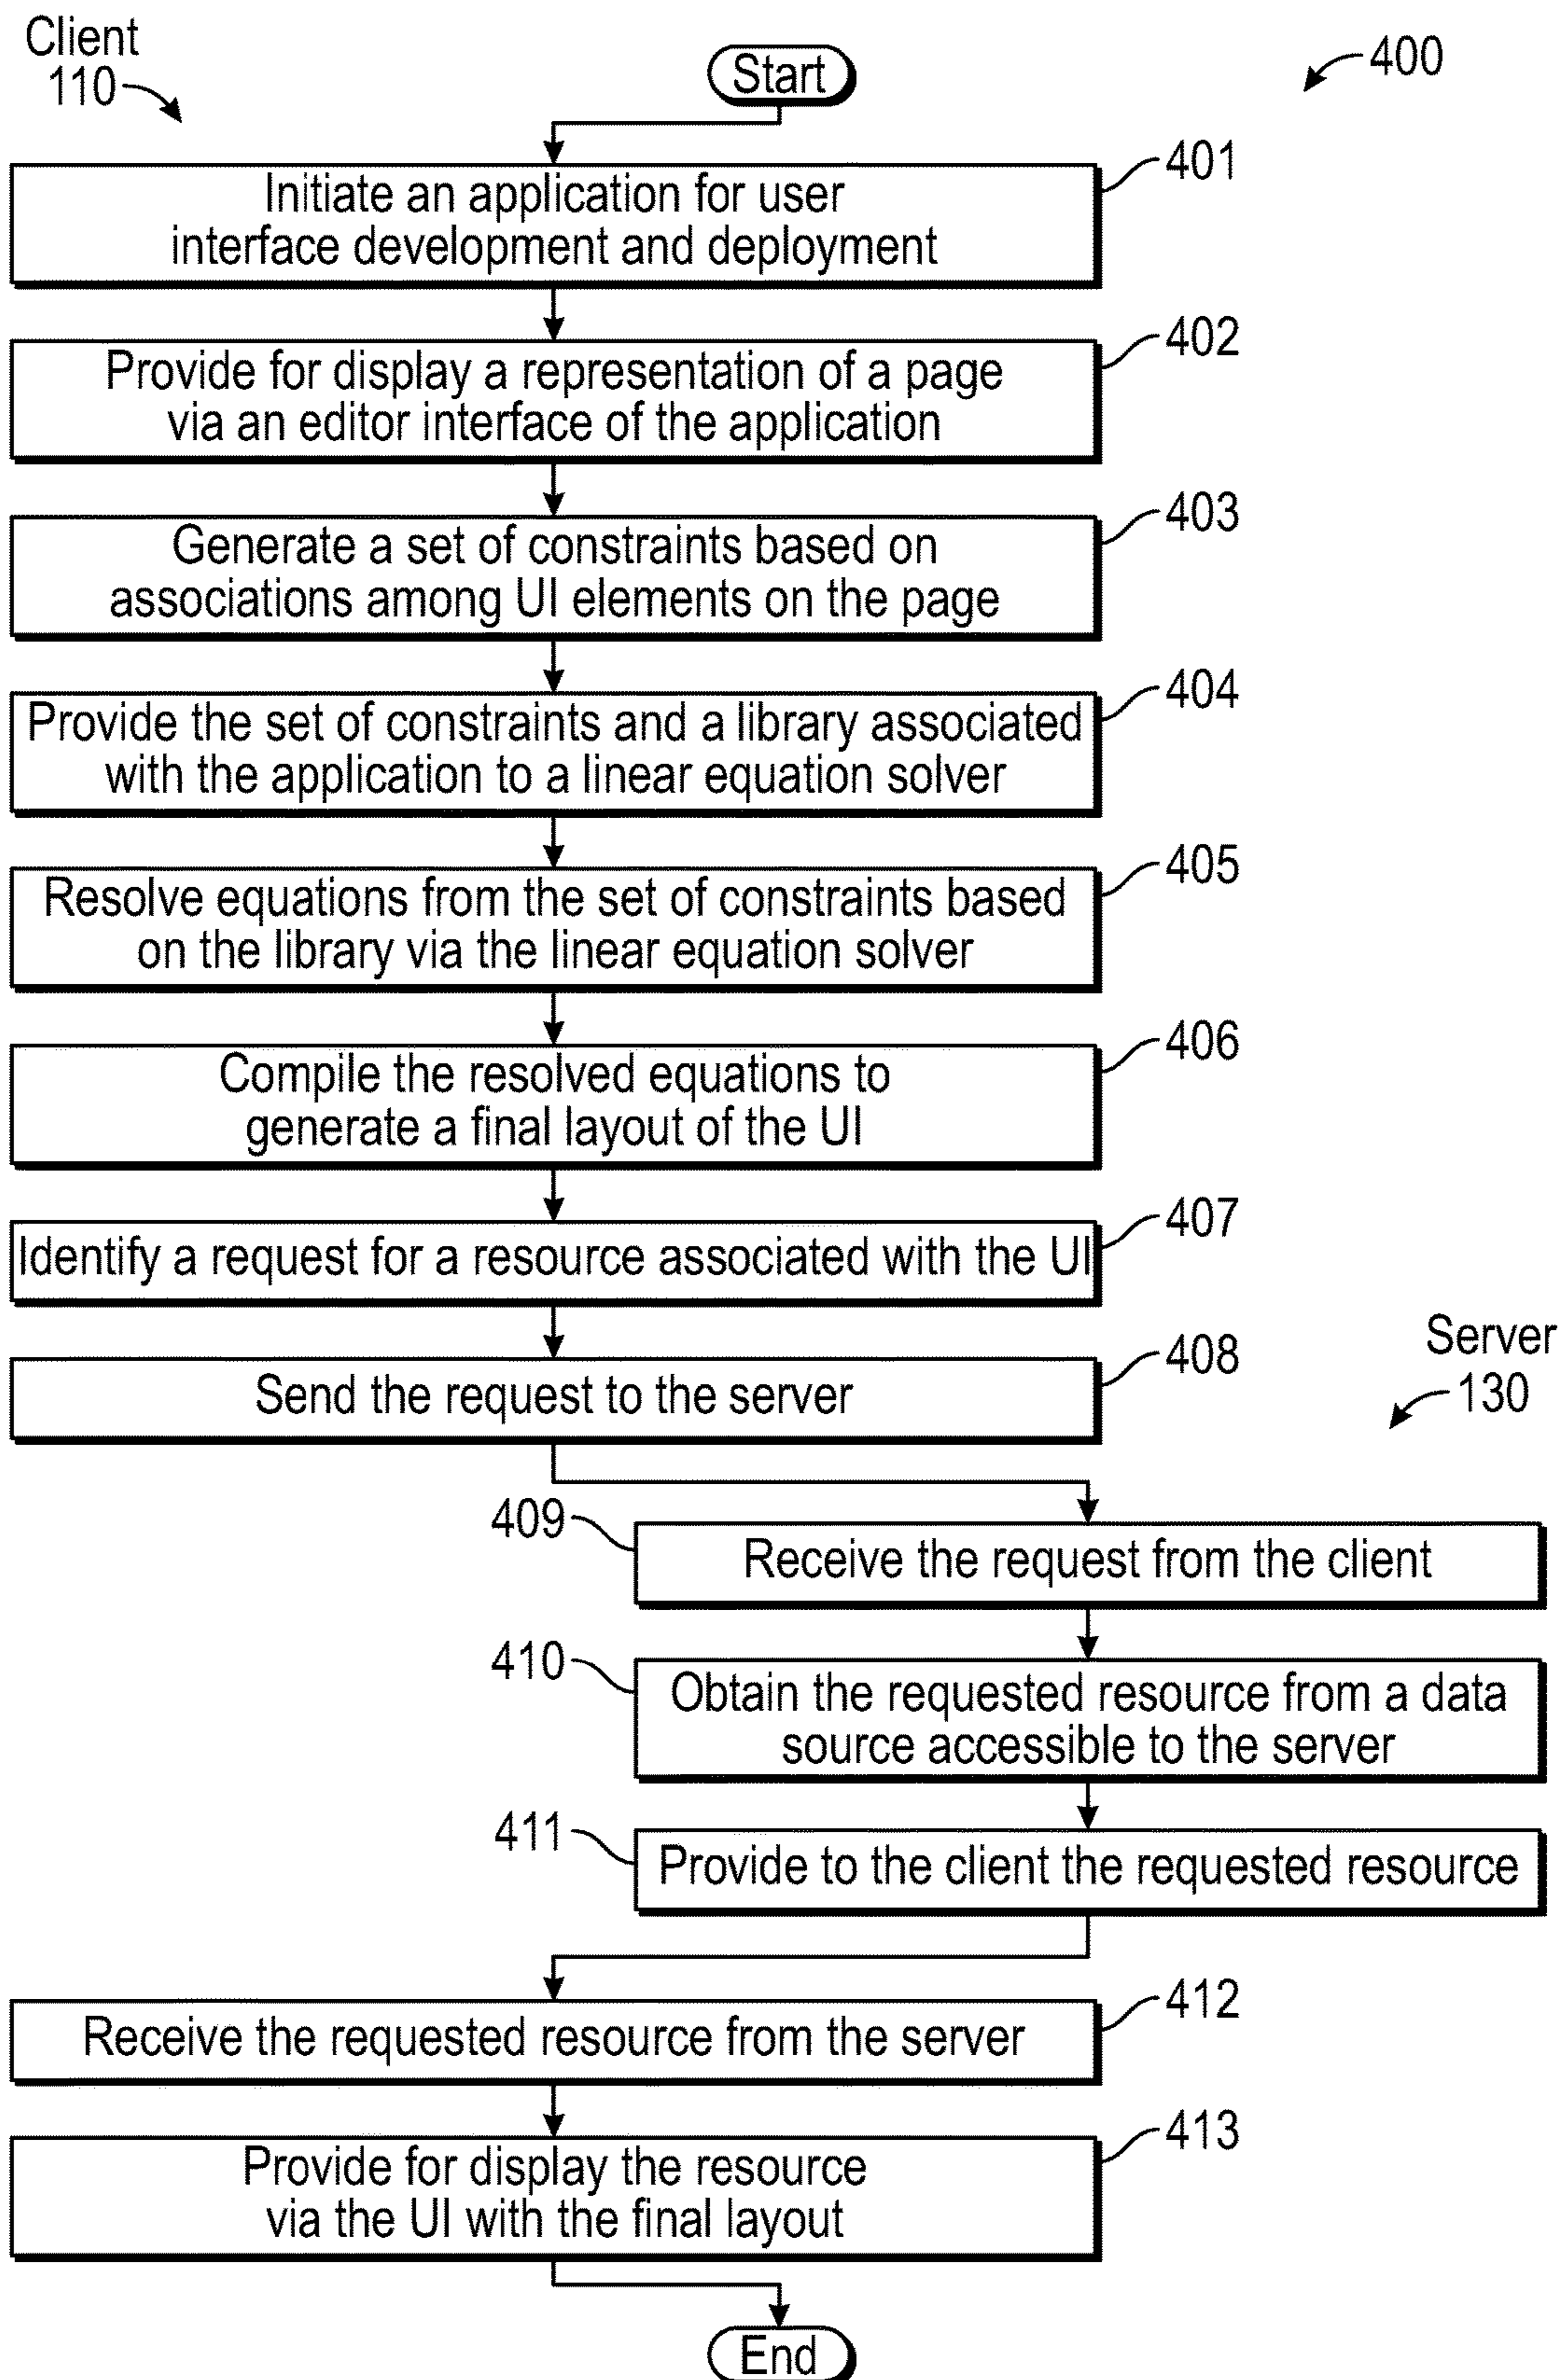 Client
110
Start
400
401
Initiate an application for user
interface development and deployment
402
Provide for display a representation of a page
via an editor interface of the application
403
Generate a set of constraints based on
associations among UI elements on the page
404
Provide the set of constraints and a library associated
with the application to a linear equation solver
405
Resolve equations from the set of constraints based
on the library via the linear equation solver
406
Compile the resolved equations to
generate a final layout of the UI
407
Identify a request for a resource associated with the UI
408
Send the request to the server
Server
130
409
Receive the request from the client
410
Obtain the requested resource from a data
source accessible to the server
411
Provide to the client the requested resource
412
Receive the requested resource from the server
413
Provide for display the resource
via the UI with the final layout
End